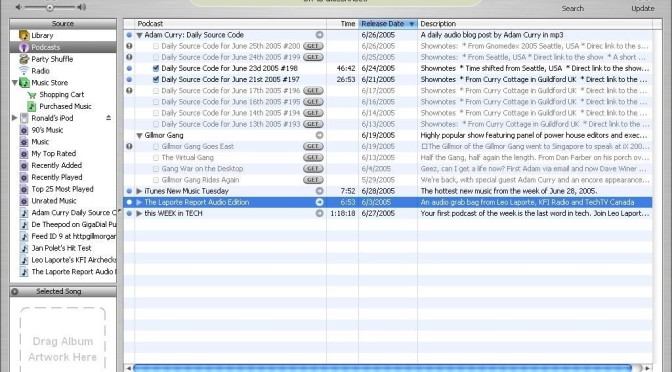 Search Update
Source Podcast Time Release Date Description
Library
Podcasts
Party Shuffle
Radio
Music Store
Shopping Cart
Purchased Music
Ronald's iPod
90's Music
Music
My Top Rated
Recently Added
Recently Played
Top 25 Most Played
Unrated Music
Adam Curry Daily Source C
De Theepod on GigaDial Pu
Feed ID 9 at httpgillmorgan
Jan Polet's Hit Test
Leo Laporte's KFI Airchecks
The Laporte Report Audio E
Adam Curry: Daily Source Code 6/26/2005 A daily audio blog post by Adam Curry in mp3
Daily Source Code for June 25th 2005 #200 GET 6/26/2005 Shownotes: * From Gnomedex 2005 Seattle, USA * Direc link to the s...
Daily Source Code for June 24th 2005 #199 GET 6/25/2005 Shownotes: * From Seattle, USA * Direct link to the show * A short ...
Daily Source Code for June 23d 2005 #198 46:42 6/24/2005 Shownotes * Time shifted from Seattle, USA * Direct link to the ...
Daily Source Code for June 21st 2005 #197 26:53 6/21/2005 Shownotes: * From Curry Cottage in Guildford UK * Direct link to the ...
Daily Source Code for June 17th 2005 #196 GET 6/17/2005 Shownotes: * From Curry Cottage in Guildford UK * Direct link to the ...
Daily Source Code for June 16th 2005 #195 GET 6/16/2005 Shownotes: * From Curry Cottage in Guildford UK * Direct link to the ...
Daily Source Code for June 14th 2005 #194 GET 6/14/2005 Shownotes: * From Curry Cottage in Guildford UK * Direct link to the ...
Daily Source Code for June 13th 2005 #193 GET 6/13/2005 Shownotes: * From Curry Cottage in Guildford UK * Direct link to the ...
Gillmor Gang 6/19/2005 Highly popular show featuring panel of power house editors and exec...
Gillmor Gang Goes East GET 6/19/2005 The Gillmor of the Gillmor Gang went to Singapore to speak at iX 200...
The Virtual Gang GET 6/13/2005 Half the Gang, half again the length. From Dan Farber on his porch ov...
Gang War on the Desktop GET 6/4/2005 Geez, can I get a life now? First Adam via email and now Dave Winer ...
Gillmor Gang Rides Again GET 5/29/2005 We're back, with special guest Adam Curry and an encore appearance...
iTunes New Music Tuesday 7:52 6/28/2005 The hottest new music from the week of June 28, 2005.
The Laporte Report Audio Edition 6:53 6/3/2005 An audio grab bag from Leo Laporte, KFI Radio and TechTV Canada
this WEEK in TECH 1:18:18 6/27/2005 Your first podcast of the week is the last word in tech. Join Leo Laport...
Selected Song
Drag Album
Artwork Here